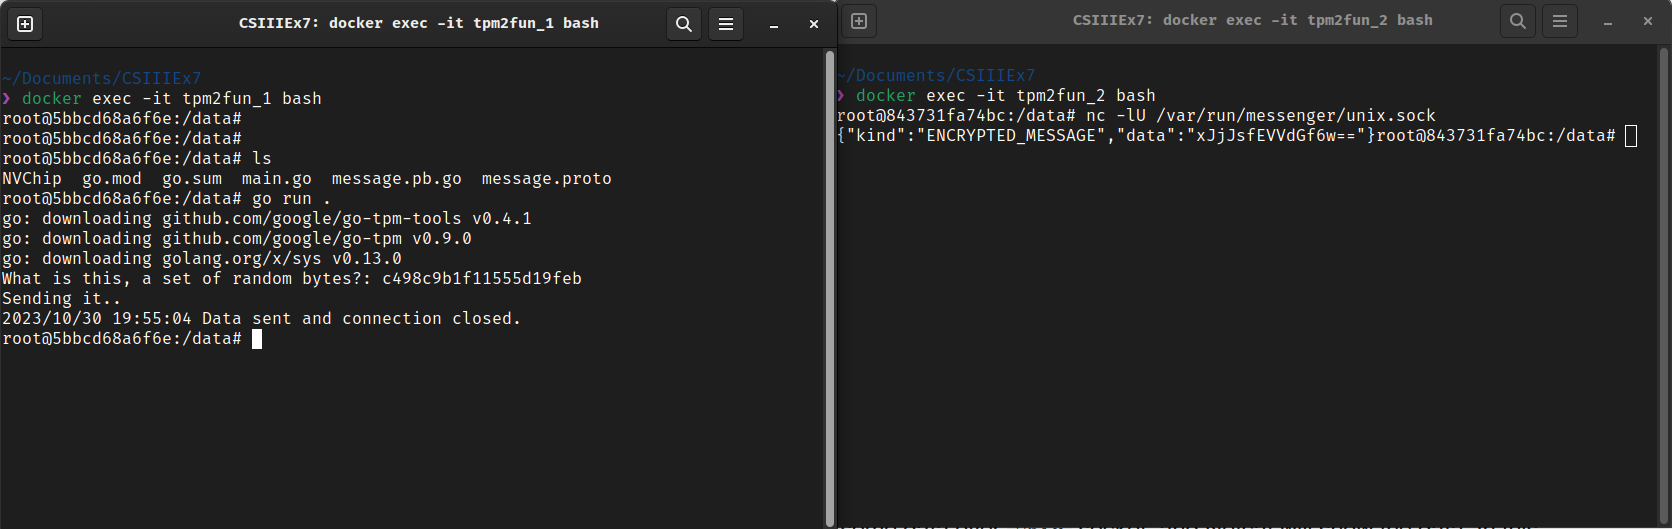 CSIIIEx7: docker exec -it tpm2fun_1 bash
~/Documents/CSIIIEx7
❯ docker exec -it tpm2fun_1 bash
root@5bbcd68a6f6e:/data#
root@5bbcd68a6f6e:/data#
root@5bbcd68a6f6e:/data# ls
NVChip  go.mod  go.sum  main.go  message.pb.go  message.proto
root@5bbcd68a6f6e:/data# go run .
go: downloading github.com/google/go-tpm-tools v0.4.1
go: downloading github.com/google/go-tpm v0.9.0
go: downloading golang.org/x/sys v0.13.0
What is this, a set of random bytes?: c498c9b1f11555d19feb
Sending it..
2023/10/30 19:55:04 Data sent and connection closed.
root@5bbcd68a6f6e:/data#
CSIIIEx7: docker exec -it tpm2fun_2 bash
~/Documents/CSIIIEx7
❯ docker exec -it tpm2fun_2 bash
root@843731fa74bc:/data# nc -lU /var/run/messenger/unix.sock
{"kind":"ENCRYPTED_MESSAGE","data":"xJjJsfEVVdGf6w=="}root@843731fa74bc:/data#